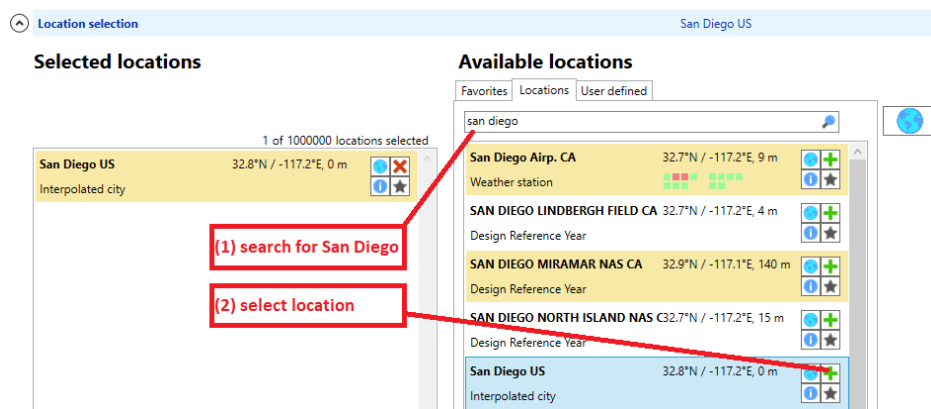 Location selection San Diego US
Selected locations
1 of 1000000 locations selected
San Diego US 32.8°N / -117.2°E, 0 m
Interpolated city
(1) search for San Diego
(2) select location
Available locations
Favorites Locations User defined
san diego
San Diego Airp. CA 32.7°N / -117.2°E, 9 m
Weather station
SAN DIEGO LINDBERGH FIELD CA 32.7°N / -117.2°E, 4 m
Design Reference Year
SAN DIEGO MIRAMAR NAS CA 32.9°N / -117.1°E, 140 m
Design Reference Year
SAN DIEGO NORTH ISLAND NAS C32.7°N / -117.2°E, 15 m
Design Reference Year
San Diego US 32.8°N / -117.2°E, 0 m
Interpolated city